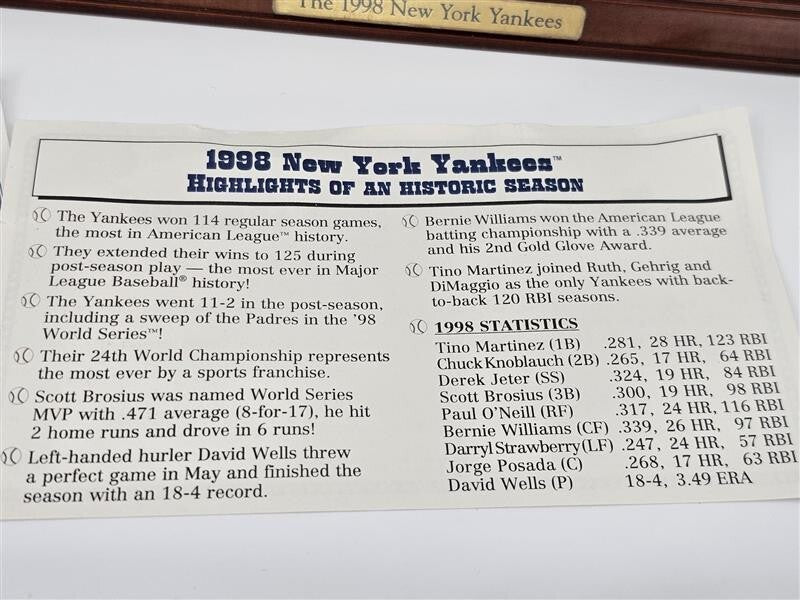 The 1998 New York Yankees
1998 New York Yankees™
HIGHLIGHTS OF AN HISTORIC SEASON
The Yankees won 114 regular season games,
the most in American League™ history.
They extended their wins to 125 during
post-season play — the most ever in Major
League Baseball® history!
The Yankees went 11-2 in the post-season,
including a sweep of the Padres in the '98
World Series™!
Their 24th World Championship represents
the most ever by a sports franchise.
Scott Brosius was named World Series
MVP with .471 average (8-for-17), he hit
2 home runs and drove in 6 runs!
Left-handed hurler David Wells threw
a perfect game in May and finished the
season with an 18-4 record.
Bernie Williams won the American League
batting championship with a .339 average
and his 2nd Gold Glove Award.
Tino Martinez joined Ruth, Gehrig and
DiMaggio as the only Yankees with back-
to-back 120 RBI seasons.
1998 STATISTICS
Tino Martinez (1B) .281, 28 HR, 123 RBI
Chuck Knoblauch (2B) .265, 17 HR, 64 RBI
Derek Jeter (SS) .324, 19 HR, 84 RBI
Scott Brosius (3B) .300, 19 HR, 98 RBI
Paul O'Neill (RF) .317, 24 HR, 116 RBI
Bernie Williams (CF) .339, 26 HR, 97 RBI
Darryl Strawberry (LF) .247, 24 HR, 57 RBI
Jorge Posada (C) .268, 17 HR, 63 RBI
David Wells (P) 18-4, 3.49 ERA